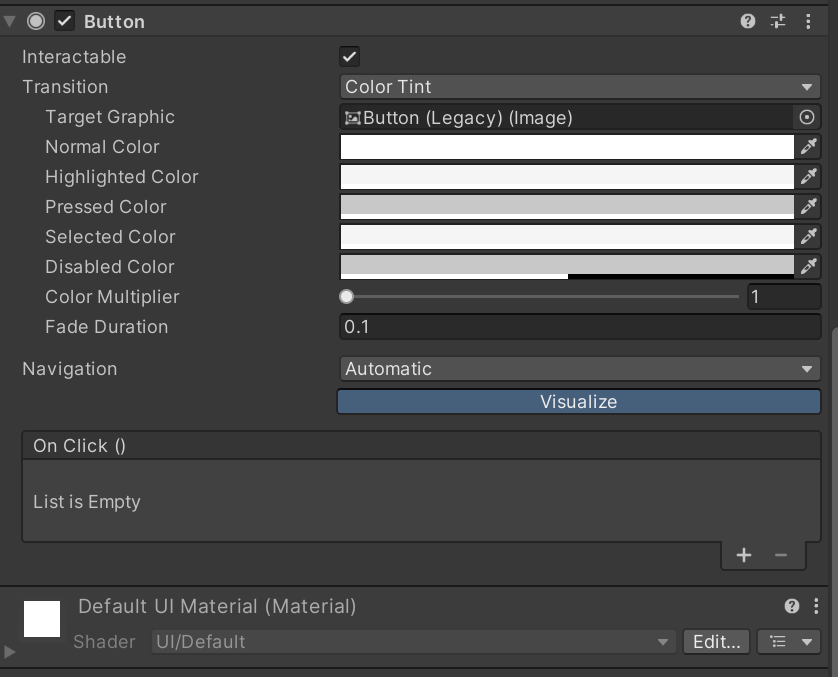 Button
Interactable
Transition Color Tint
Target Graphic Button (Legacy) (Image)
Normal Color
Highlighted Color
Pressed Color
Selected Color
Disabled Color
Color Multiplier 1
Fade Duration 0.1
Navigation Automatic
Visualize
On Click ()
List is Empty
Default UI Material (Material)
Shader UI/Default Edit...